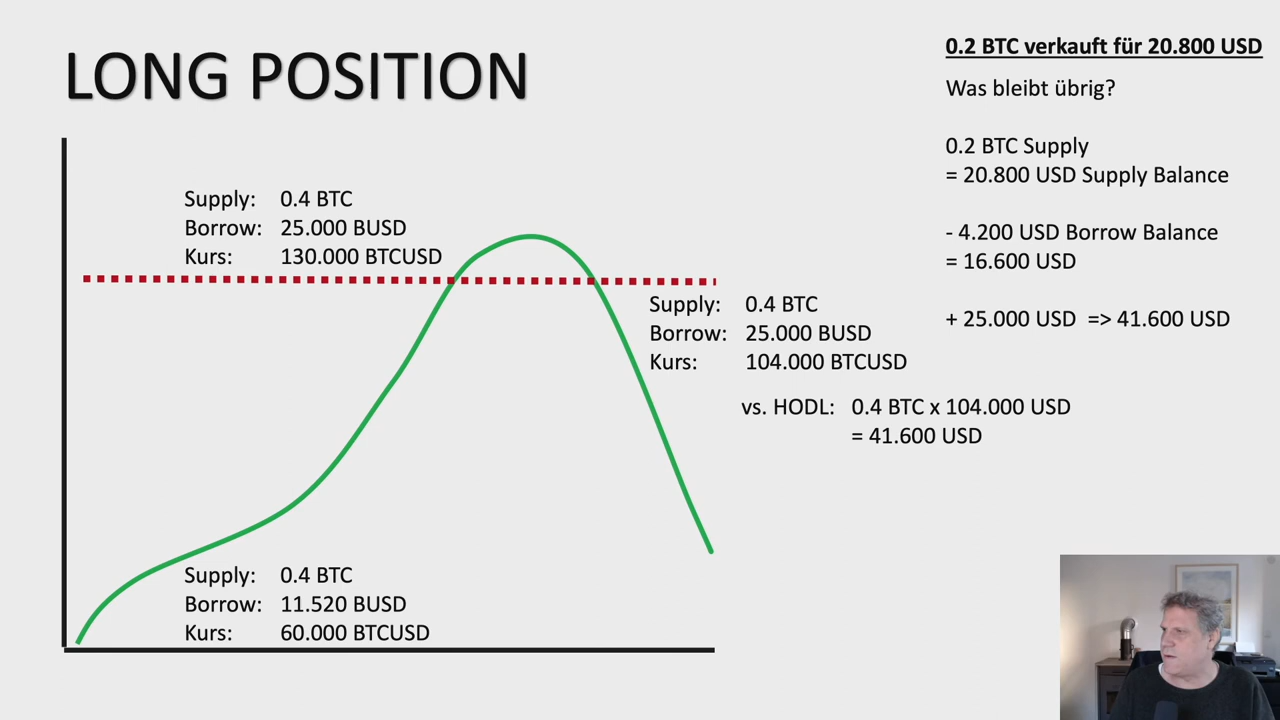 LONG POSITION
Supply: 0.4 BTC
Borrow: 25.000 BUSD
Kurs: 130.000 BTCUSD
Supply: 0.4 BTC
Borrow: 25.000 BUSD
Kurs: 104.000 BTCUSD
vs. HODL: 0.4 BTC x 104.000 USD
= 41.600 USD
Supply: 0.4 BTC
Borrow: 11.520 BUSD
Kurs: 60.000 BTCUSD
0.2 BTC verkauft für 20.800 USD
Was bleibt übrig?
0.2 BTC Supply
= 20.800 USD Supply Balance
- 4.200 USD Borrow Balance
= 16.600 USD
+ 25.000 USD => 41.600 USD